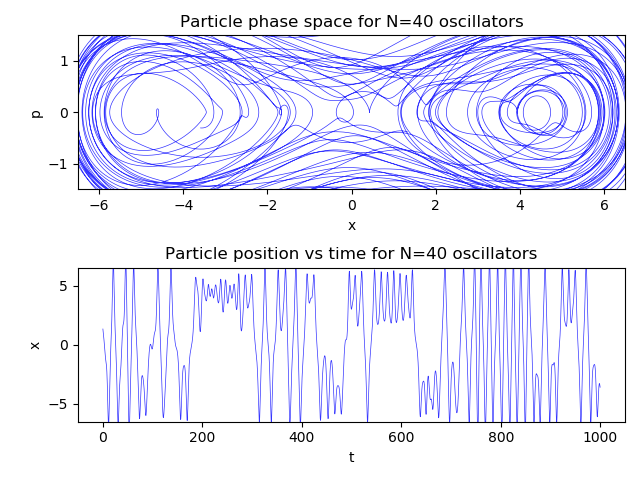 Particle phase space for N=40 oscillators
1
0
−1
p
−6 −4 −2 0 2 4 6
x
Particle position vs time for N=40 oscillators
5
0
−5
x
0 200 400 600 800 1000
t